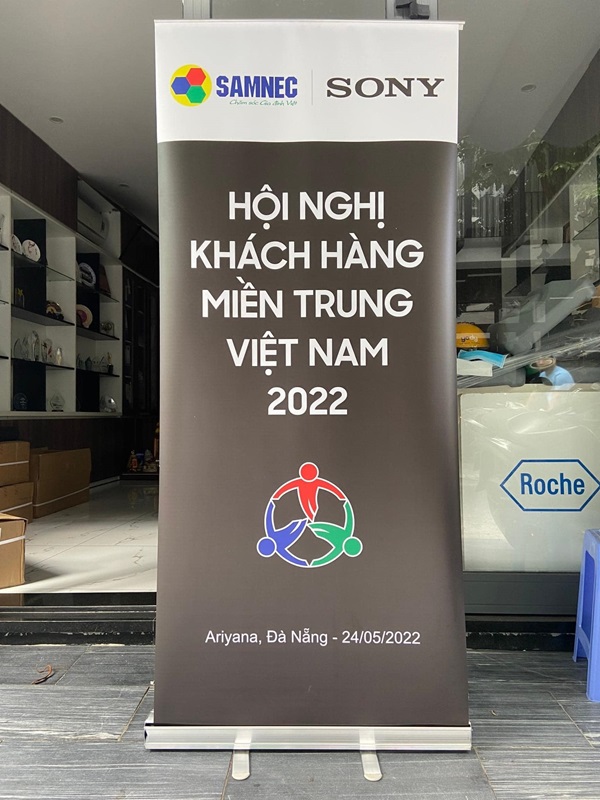 SAMNEC SONY
Chăm sóc Gia đình Việt
HỘI NGHỊ
KHÁCH HÀNG
MIỀN TRUNG
VIỆT NAM
2022
Roche
Ariyana, Đà Nẵng - 24/05/2022